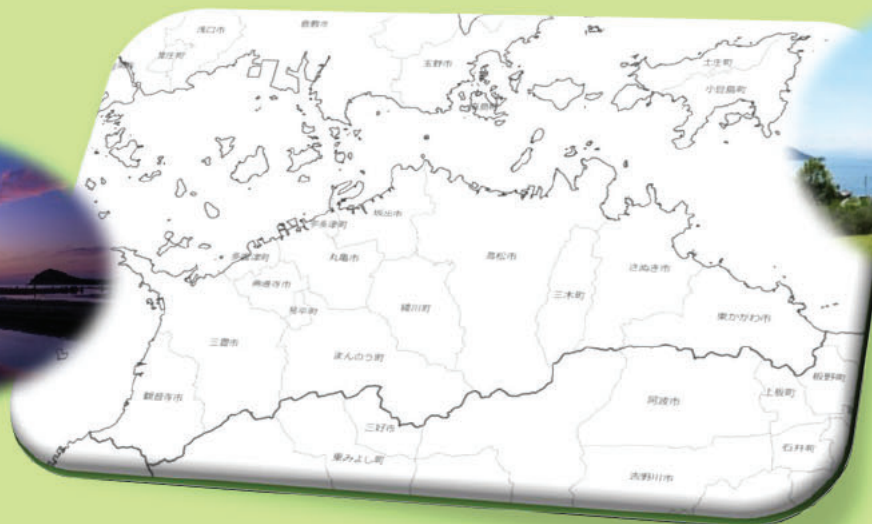 浅口市
倉敷市
里庄町
玉野市
土庄町
小豆島町
直島町
坂出市
宇多津町
多度津町
丸亀市
高松市
さぬき市
善通寺市
三木町
琴平町
綾川町
東かがわ市
三豊市
まんのう町
板野町
観音寺市
阿波市
上板町
三好市
石井町
東みよし町
吉野川市